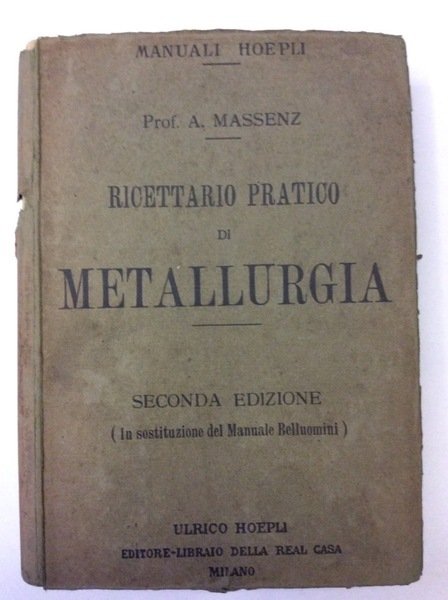 MANUALI HOEPLI
Prof. A. MASSENZ
RICETTARIO PRATICO
DI
METALLURGIA
SECONDA EDIZIONE
(In sostituzione del Manuale Belluomini)
ULRICO HOEPLI
EDITORE-LIBRAIO DELLA REAL CASA
MILANO